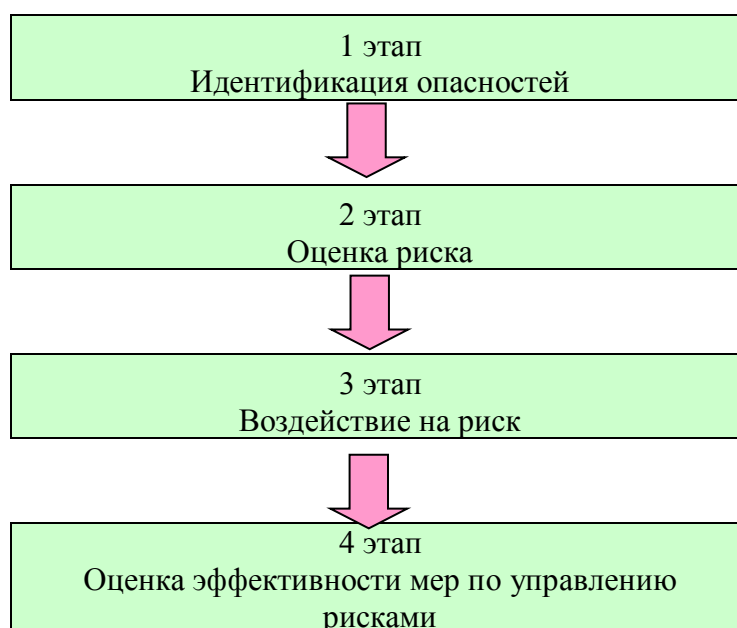 1 этап
Идентификация опасностей
2 этап
Оценка риска
3 этап
Воздействие на риск
4 этап
Оценка эффективности мер по управлению
рисками